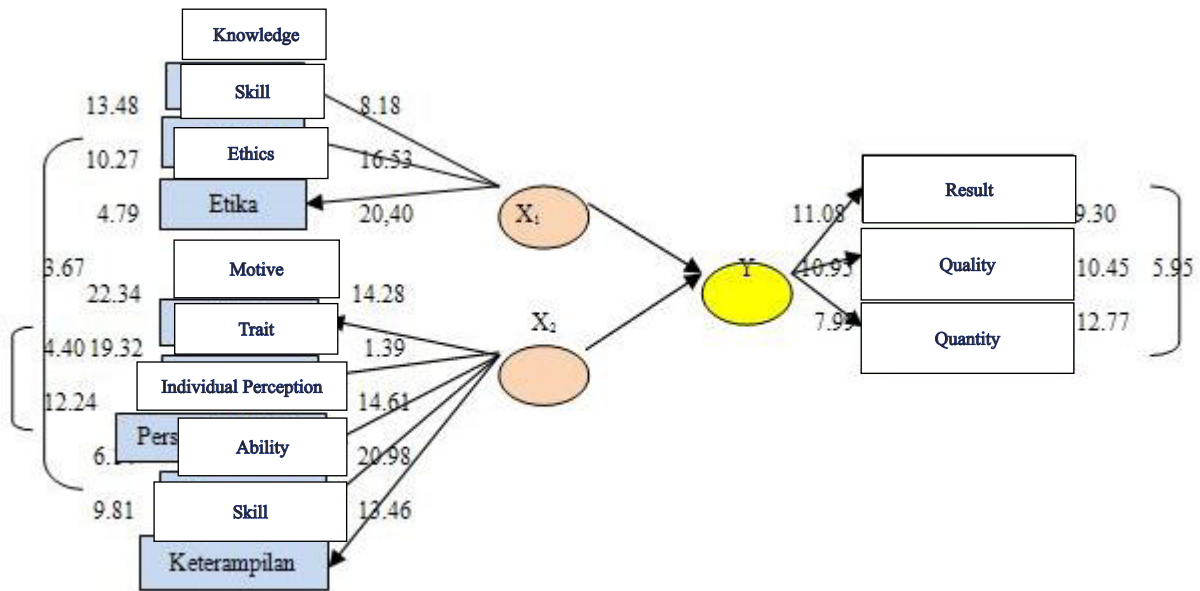 Knowledge
Skill
13.48
8.18
Ethics
10.27
16.53
Etika
4.79
20,40
X₁
Result
11.08
9.30
Motive
3.67
22.34
14.28
Y
10.95
Quality
10.45
5.95
Trait
4.40
19.32
1.39
X₂
7.99
Quantity
12.77
Individual Perception
12.24
14.61
Pers
Ability
20.98
Skill
9.81
13.46
Keterampilan